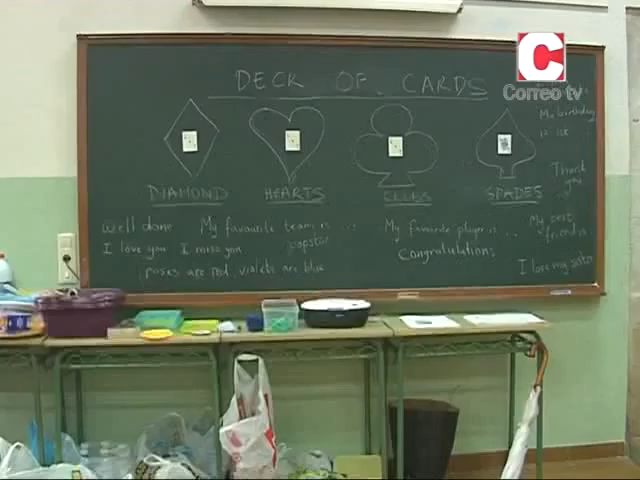 C
Correo tv
DECK OF CARDS
DIAMOND HEARTS CLUBS SPADES
My birthday
is
Thank
you
Well done My favourite team is ... My favourite player is ... My best
friend is
I love you I miss you popstar Congratulations
roses are red violets are blue I love my sister